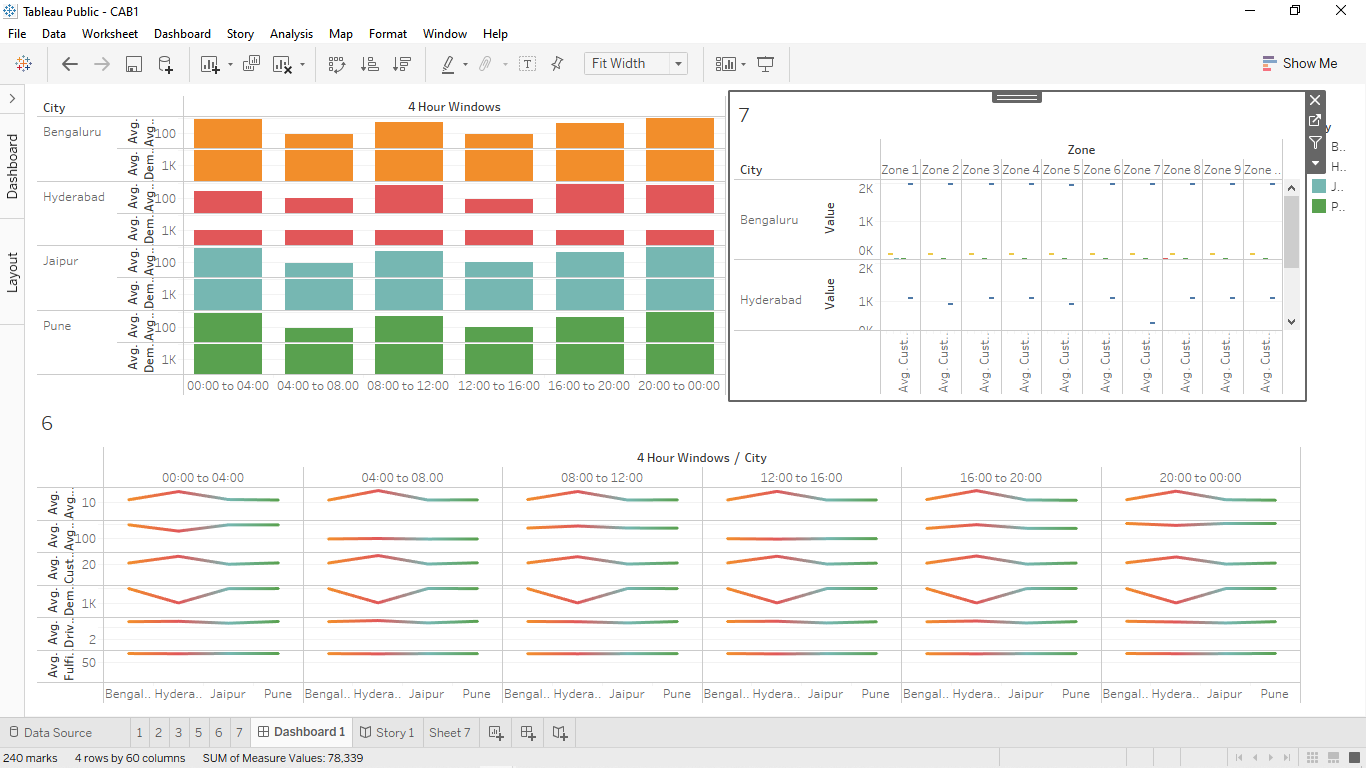 Tableau Public - CAB1
File Data Worksheet Dashboard Story Analysis Map Format Window Help
Fit Width
Show Me
Dashboard
Layout
City
4 Hour Windows
Bengaluru
Avg.
Avg..
100
Avg.
Dem..
1K
Hyderabad
Avg.
Avg..
100
Avg.
Dem..
1K
Jaipur
Avg.
Avg..
100
Avg.
Dem..
1K
Pune
Avg.
Avg..
100
Avg.
Dem..
1K
00:00 to 04:00 04:00 to 08:00 08:00 to 12:00 12:00 to 16:00 16:00 to 20:00 20:00 to 00:00
7
Zone
City
Zone 1 Zone 2 Zone 3 Zone 4 Zone 5 Zone 6 Zone 7 Zone 8 Zone 9 Zone ..
Bengaluru
Value
2K
1K
0K
Hyderabad
Value
2K
1K
0K
Avg. Cust.. Avg. Cust.. Avg. Cust.. Avg. Cust.. Avg. Cust.. Avg. Cust.. Avg. Cust.. Avg. Cust.. Avg. Cust.. Avg. Cust..
y
B..
H..
J..
P..
6
4 Hour Windows / City
00:00 to 04:00 04:00 to 08:00 08:00 to 12:00 12:00 to 16:00 16:00 to 20:00 20:00 to 00:00
Avg.
Avg..
10
Avg.
Avg..
100
Avg.
Cust..
20
Avg.
Dem..
1K
Avg.
Driv..
2
Avg.
Fulfi..
50
Bengal.. Hydera.. Jaipur Pune Bengal.. Hydera.. Jaipur Pune Bengal.. Hydera.. Jaipur Pune Bengal.. Hydera.. Jaipur Pune Bengal.. Hydera.. Jaipur Pune Bengal.. Hydera.. Jaipur Pune
Data Source 1 2 3 5 6 7 Dashboard 1 Story 1 Sheet 7
240 marks 4 rows by 60 columns SUM of Measure Values: 78,339